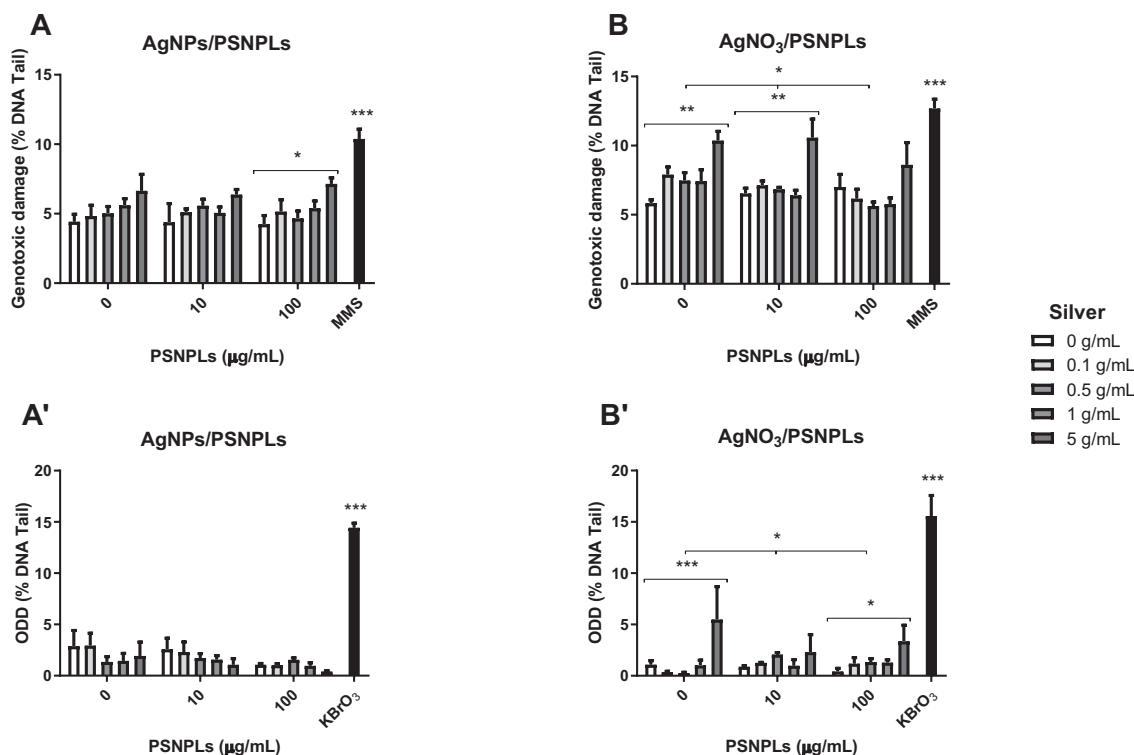 A
AgNPs/PSNPLs
Genotoxic damage (% DNA Tail)
15
10
5
0
*
***
0
10
100
MMS
PSNPLs (µg/mL)
B
AgNO₃/PSNPLs
Genotoxic damage (% DNA Tail)
15
10
5
0
**
**
*
***
0
10
100
MMS
PSNPLs (µg/mL)
Silver
0 g/mL
0.1 g/mL
0.5 g/mL
1 g/mL
5 g/mL
A'
AgNPs/PSNPLs
ODD (% DNA Tail)
20
15
10
5
0
***
0
10
100
KBrO₃
PSNPLs (µg/mL)
B'
AgNO₃/PSNPLs
ODD (% DNA Tail)
20
15
10
5
0
***
*
*
***
0
10
100
KBrO₃
PSNPLs (µg/mL)